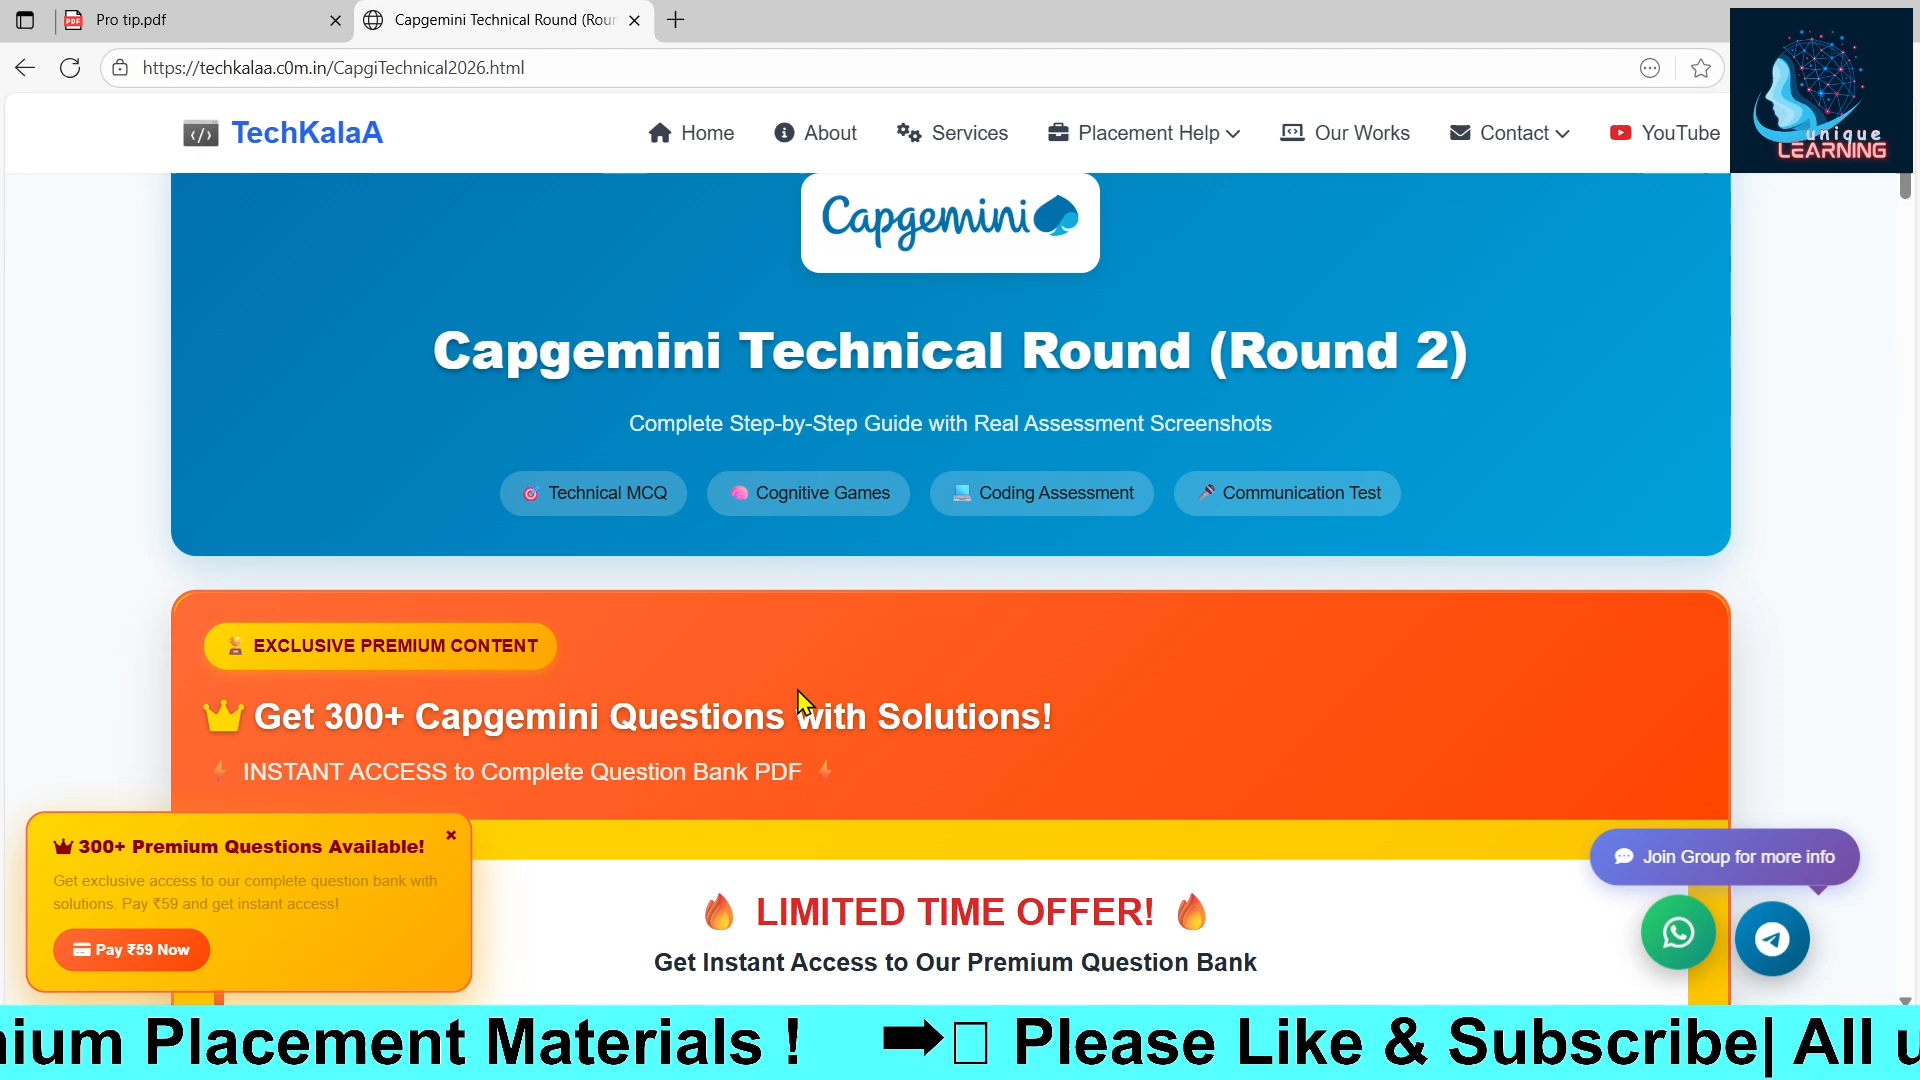 Pro tip.pdf
Capgemini Technical Round (Rour
https://techkalaa.c0m.in/CapgiTechnical2026.html
unique
LEARNING
</> TechKalaA
Home
About
Services
Placement Help
Our Works
Contact
YouTube
Capgemini
Capgemini Technical Round (Round 2)
Complete Step-by-Step Guide with Real Assessment Screenshots
🎯 Technical MCQ
🧠 Cognitive Games
💻 Coding Assessment
🎤 Communication Test
EXCLUSIVE PREMIUM CONTENT
Get 300+ Capgemini Questions with Solutions!
⚡ INSTANT ACCESS to Complete Question Bank PDF ⚡
300+ Premium Questions Available!
Get exclusive access to our complete question bank with
solutions. Pay ₹59 and get instant access!
Pay ₹59 Now
🔥 LIMITED TIME OFFER! 🔥
Get Instant Access to Our Premium Question Bank
Join Group for more info
nium Placement Materials ! ➡ Please Like & Subscribe| All u